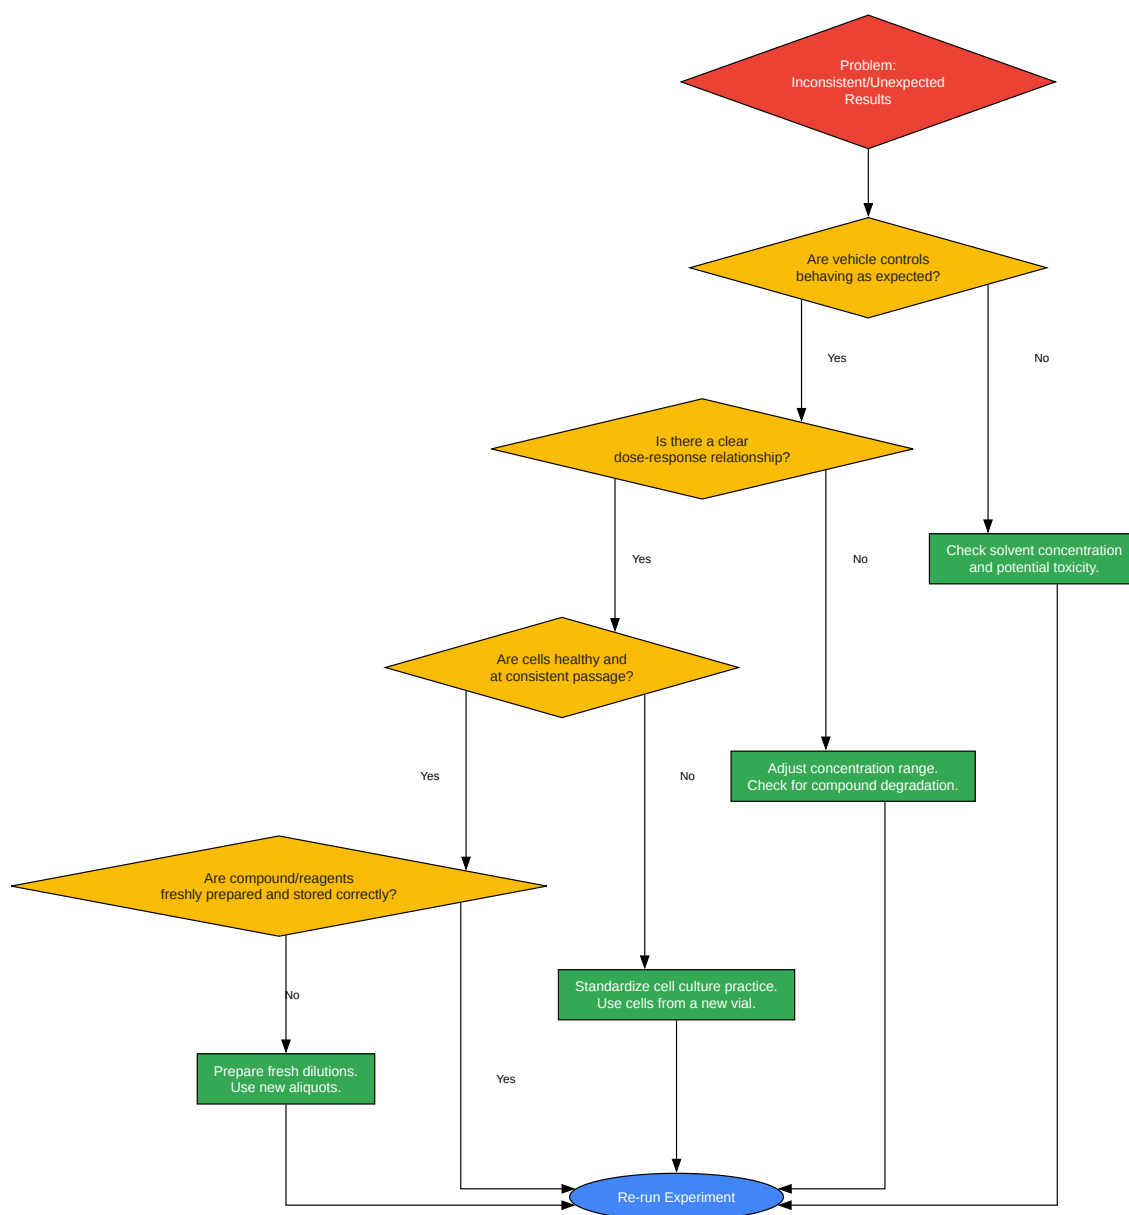 Problem:
Inconsistent/Unexpected
Results
Are vehicle controls
behaving as expected?
Yes
No
Is there a clear
dose-response relationship?
Yes
No
Check solvent concentration
and potential toxicity.
Are cells healthy and
at consistent passage?
Yes
No
Adjust concentration range.
Check for compound degradation.
Are compound/reagents
freshly prepared and stored correctly?
No
Standardize cell culture practice.
Use cells from a new vial.
Prepare fresh dilutions.
Use new aliquots.
Yes
Re-run Experiment